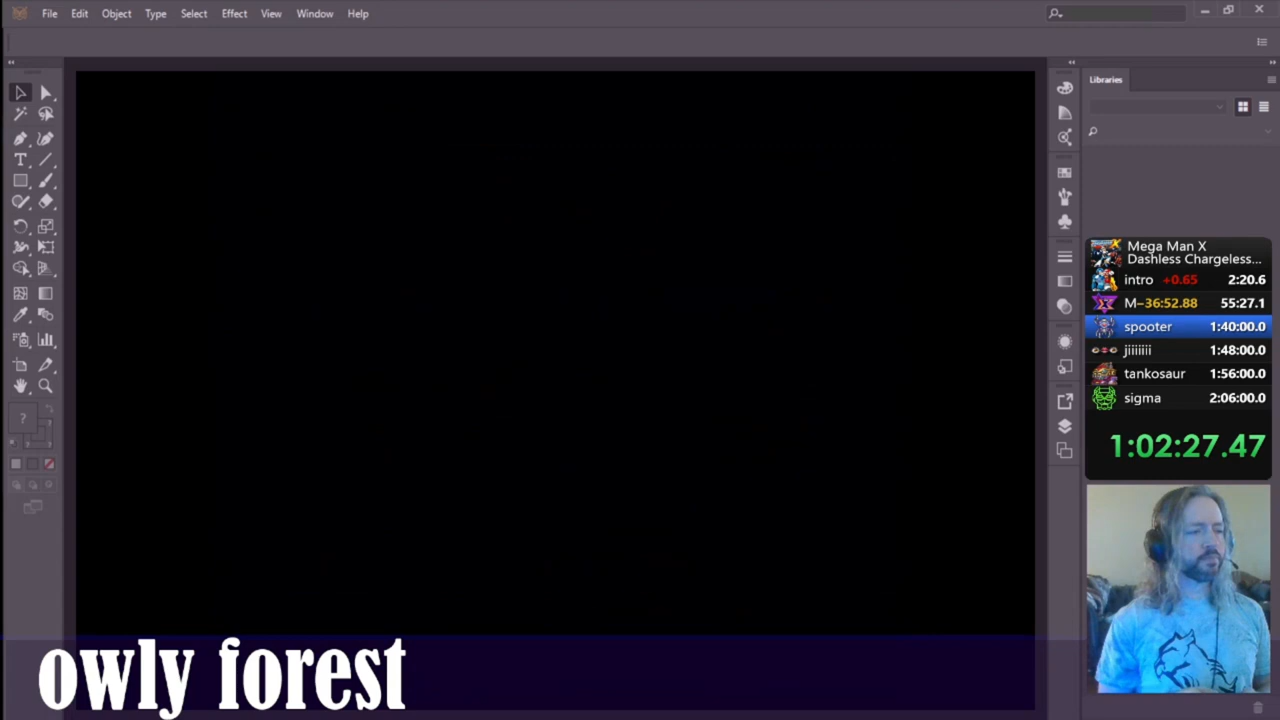 File Edit Object Type Select Effect View Window Help
Libraries
Mega Man X
Dashless Chargeless...
intro +0.65 2:20.6
M−36:52.88 55:27.1
spooter 1:40:00.0
jiiiiiii 1:48:00.0
tankosaur 1:56:00.0
sigma 2:06:00.0
1:02:27.47
?
owly forest